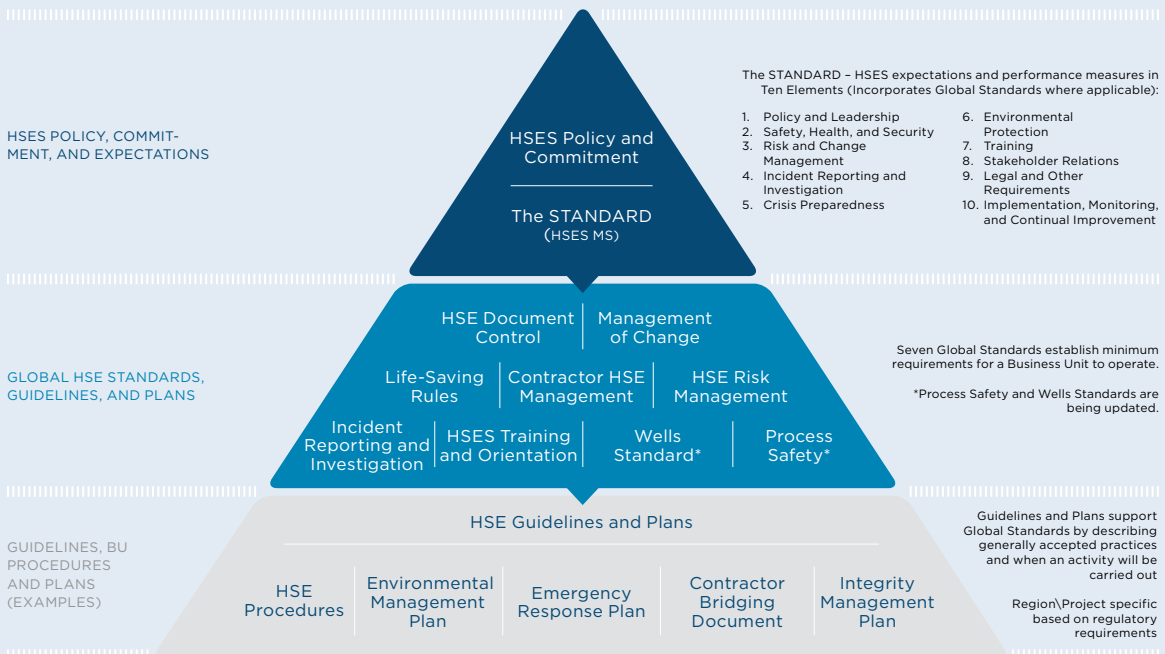 HSES POLICY, COMMIT-
MENT, AND EXPECTATIONS
HSES Policy and
Commitment
The STANDARD
(HSES MS)
The STANDARD – HSES expectations and performance measures in
Ten Elements (Incorporates Global Standards where applicable):
1. Policy and Leadership
2. Safety, Health, and Security
3. Risk and Change
Management
4. Incident Reporting and
Investigation
5. Crisis Preparedness
6. Environmental
Protection
7. Training
8. Stakeholder Relations
9. Legal and Other
Requirements
10. Implementation, Monitoring,
and Continual Improvement
GLOBAL HSE STANDARDS,
GUIDELINES, AND PLANS
HSE Document
Control
Management
of Change
Life-Saving
Rules
Contractor HSE
Management
HSE Risk
Management
Incident
Reporting and
Investigation
HSES Training
and Orientation
Wells
Standard*
Process
Safety*
Seven Global Standards establish minimum
requirements for a Business Unit to operate.
*Process Safety and Wells Standards are
being updated.
GUIDELINES, BU
PROCEDURES
AND PLANS
(EXAMPLES)
HSE Guidelines and Plans
HSE
Procedures
Environmental
Management
Plan
Emergency
Response Plan
Contractor
Bridging
Document
Integrity
Management
Plan
Guidelines and Plans support
Global Standards by describing
generally accepted practices
and when an activity will be
carried out
Region\Project specific
based on regulatory
requirements